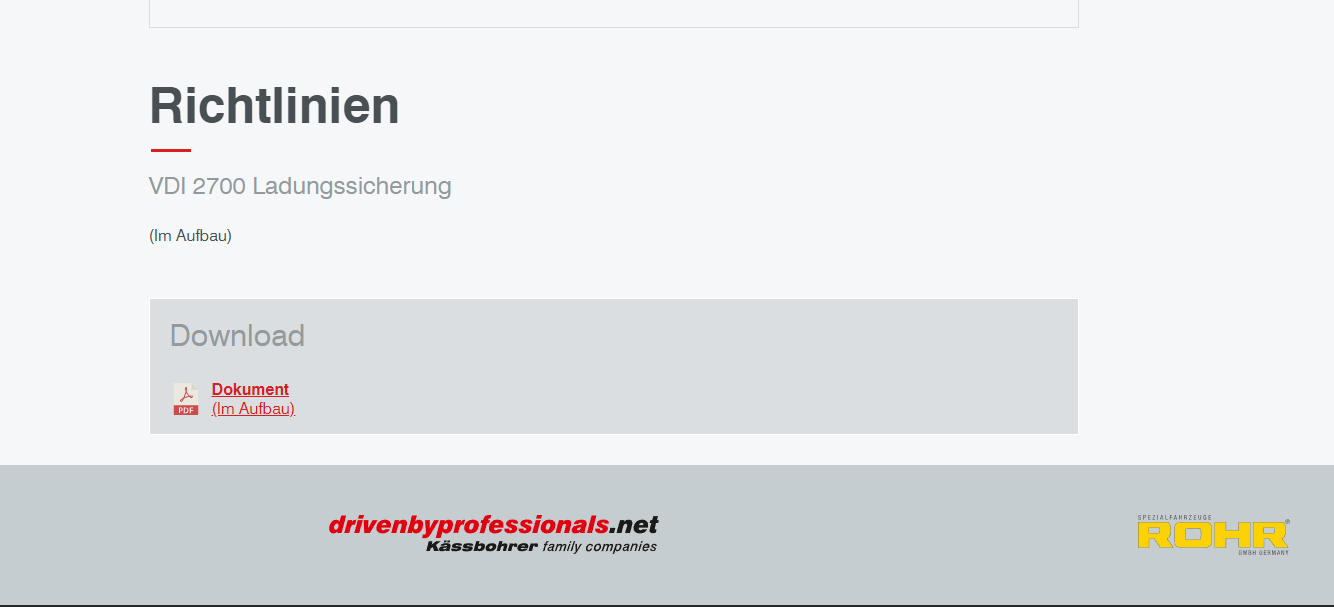 Richtlinien
VDI 2700 Ladungssicherung
(Im Aufbau)
Download
PDF
Dokument
(Im Aufbau)
drivenbyprofessionals.net
Kässbohrer family companies
SPEZIALFAHRZEUGE
ROHR®
GMBH GERMANY